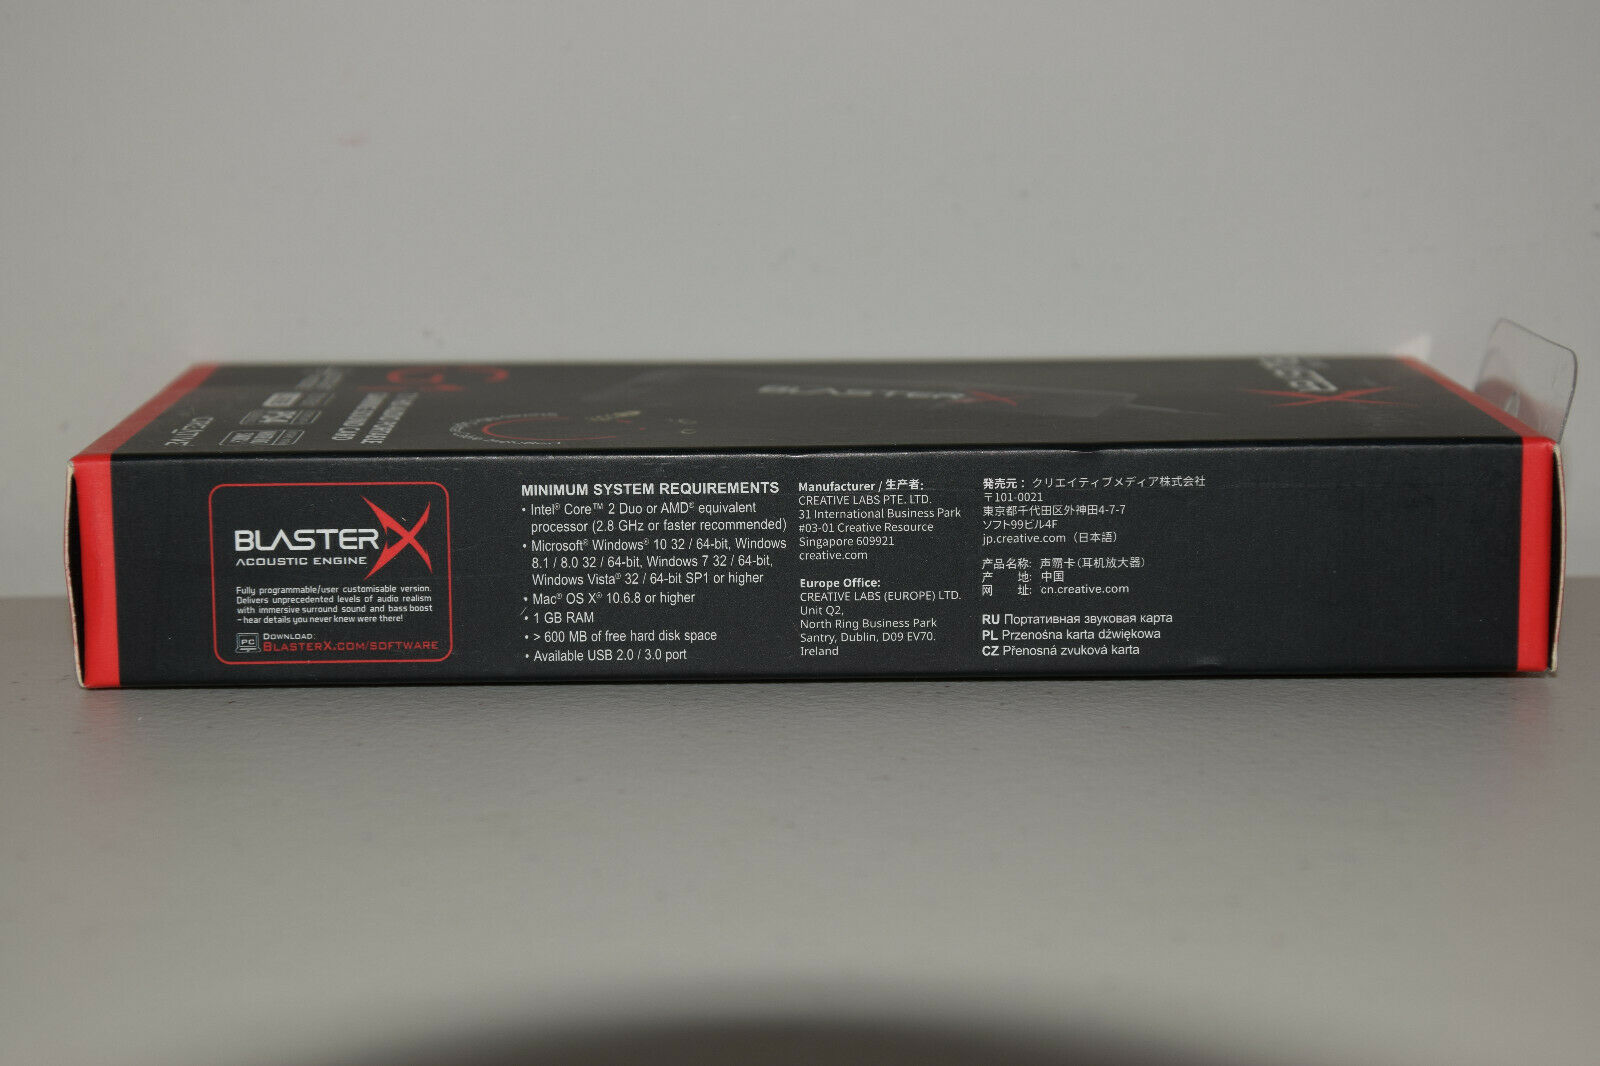 BLASTERX
BLASTERX
ACOUSTIC ENGINE
Fully programmable/user customisable version.
Delivers unprecedented levels of audio realism
with immersive surround sound and bass boost
– hear details you never knew were there!
PC
DOWNLOAD:
BLASTERX.COM/SOFTWARE
MINIMUM SYSTEM REQUIREMENTS
• Intel® Core™ 2 Duo or AMD® equivalent
processor (2.8 GHz or faster recommended)
• Microsoft® Windows® 10 32 / 64-bit, Windows
8.1 / 8.0 32 / 64-bit, Windows 7 32 / 64-bit,
Windows Vista® 32 / 64-bit SP1 or higher
• Mac® OS X® 10.6.8 or higher
• 1 GB RAM
• > 600 MB of free hard disk space
• Available USB 2.0 / 3.0 port
Manufacturer / 生产者:
CREATIVE LABS PTE. LTD.
31 International Business Park
#03-01 Creative Resource
Singapore 609921
creative.com
Europe Office:
CREATIVE LABS (EUROPE) LTD.
Unit Q2,
North Ring Business Park
Santry, Dublin, D09 EV70.
Ireland
発売元：クリエイティブメディア株式会社
〒101-0021
東京都千代田区外神田4-7-7
ソフト99ビル4F
jp.creative.com（日本語）
产品名称: 声霸卡(耳机放大器)
产 地: 中国
网 址: cn.creative.com
RU Портативная звуковая карта
PL Przenośna karta dźwiękowa
CZ Přenosná zvuková karta